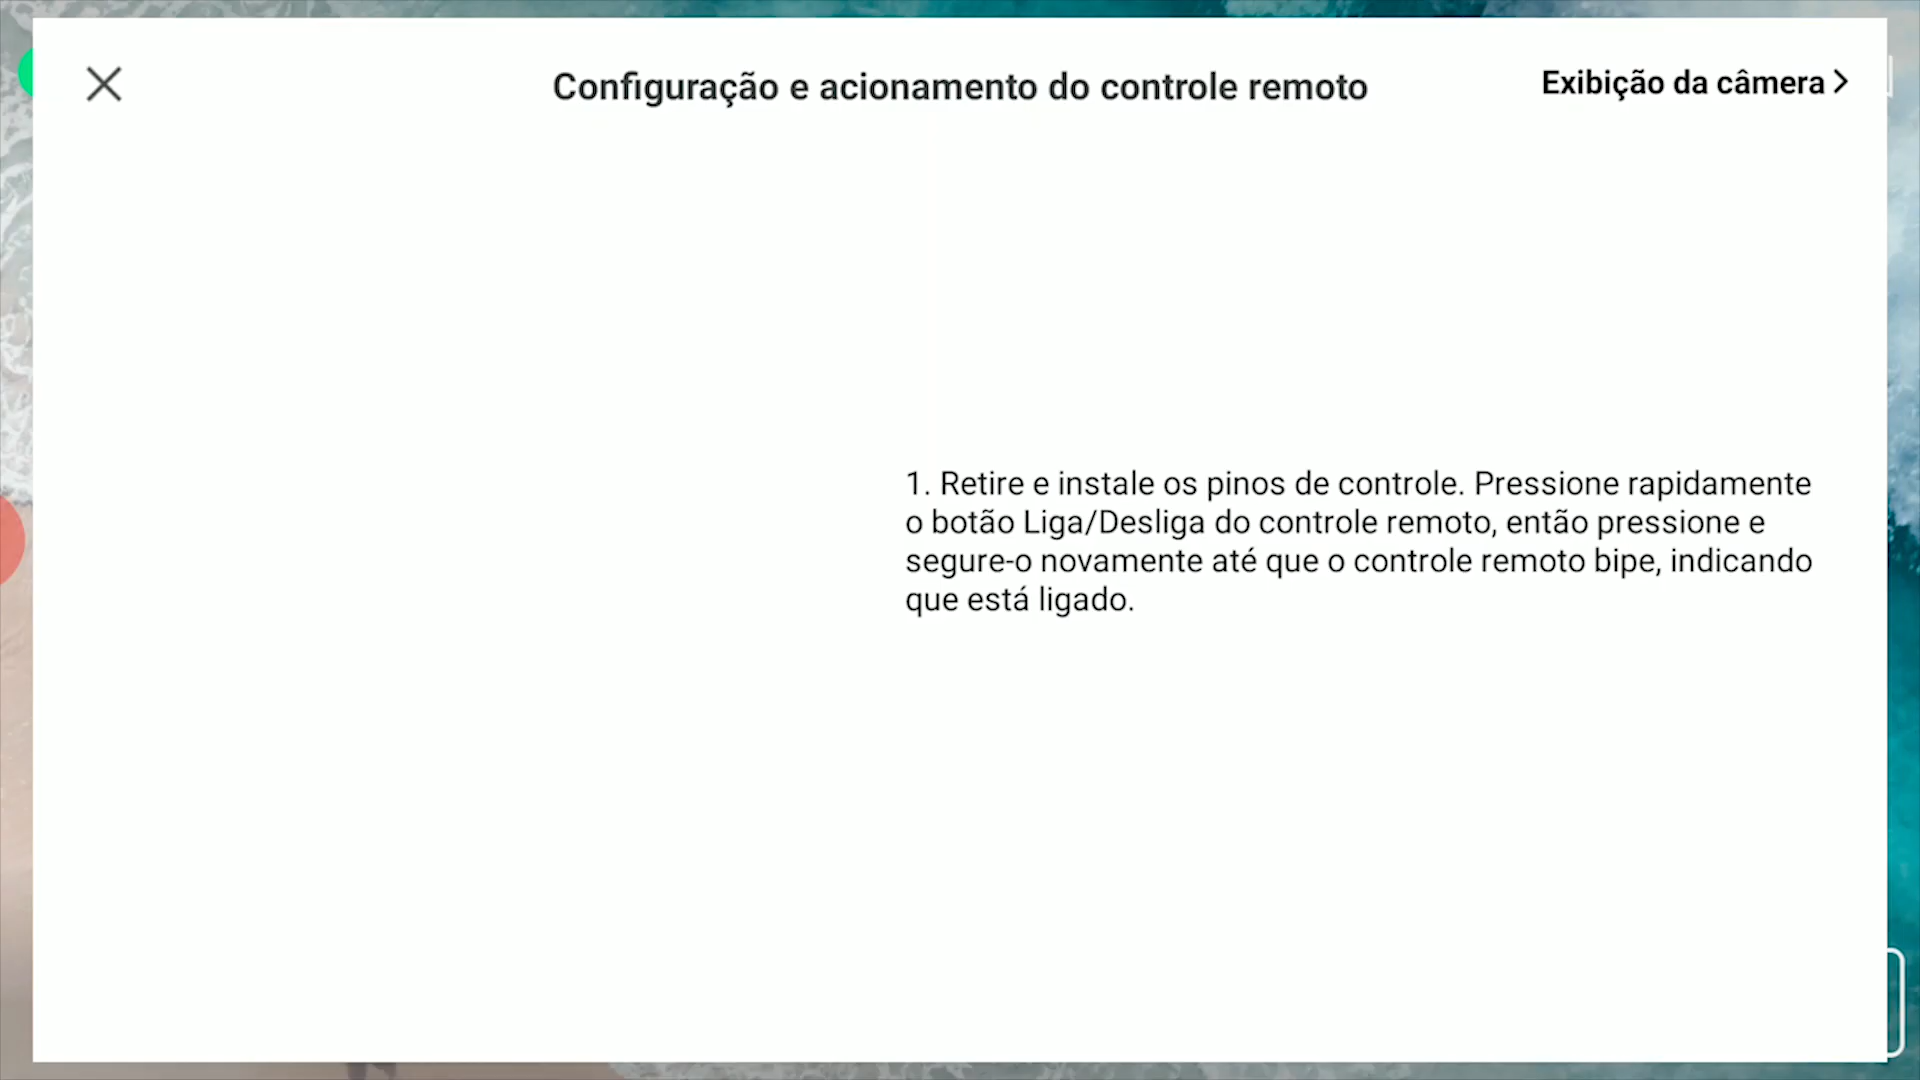 Configuração e acionamento do controle remoto
Exibição da câmera
1. Retire e instale os pinos de controle. Pressione rapidamente
o botão Liga/Desliga do controle remoto, então pressione e
segure-o novamente até que o controle remoto bipe, indicando
que está ligado.